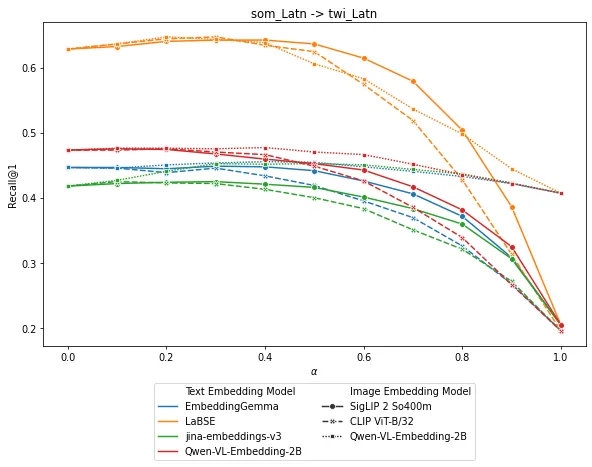 som_Latn -> twi_Latn
Recall@1
0.6
0.5
0.4
0.3
0.2
0.0 0.2 0.4 0.6 0.8 1.0
α
Text Embedding Model
EmbeddingGemma
LaBSE
jina-embeddings-v3
Qwen-VL-Embedding-2B
Image Embedding Model
SigLIP 2 So400m
CLIP ViT-B/32
Qwen-VL-Embedding-2B